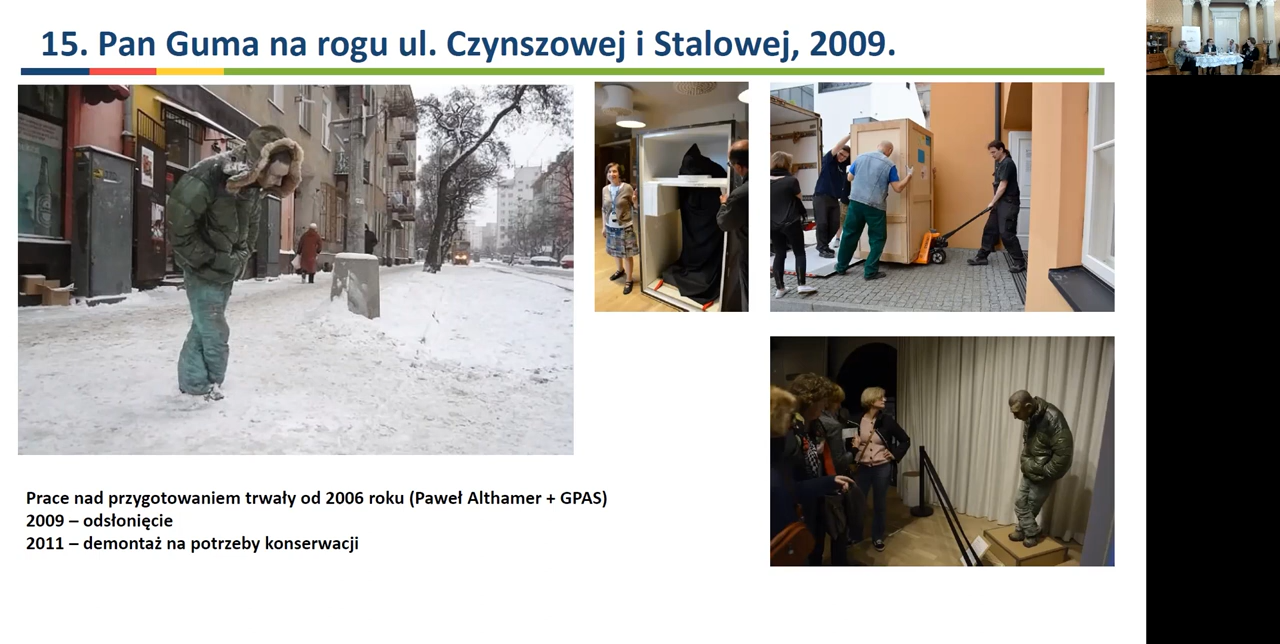 15. Pan Guma na rogu ul. Czynszowej i Stalowej, 2009.
Prace nad przygotowaniem trwały od 2006 roku (Paweł Althamer + GPAS)
2009 – odsłonięcie
2011 – demontaż na potrzeby konserwacji